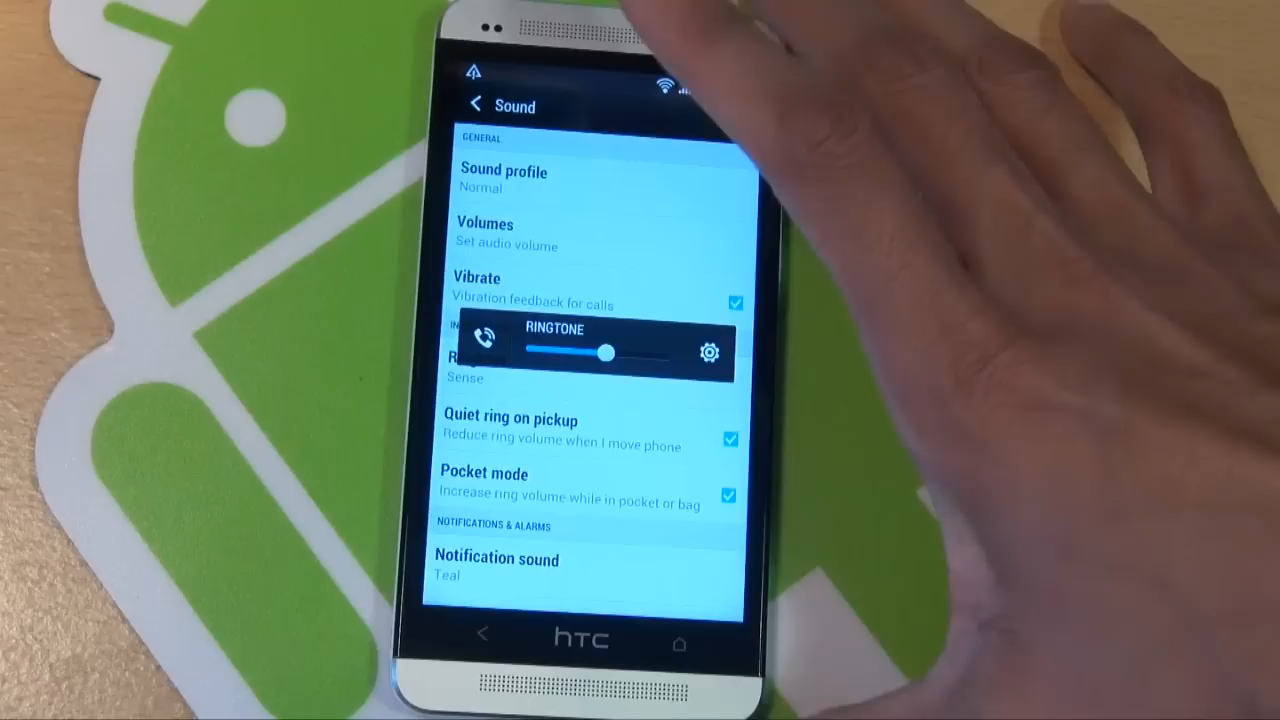 Sound
GENERAL
Sound profile
Normal
Volumes
Set audio volume
Vibrate
Vibration feedback for calls
RINGTONE
Sense
Quiet ring on pickup
Reduce ring volume when I move phone
Pocket mode
Increase ring volume while in pocket or bag
NOTIFICATIONS & ALARMS
Notification sound
Teal
hTC